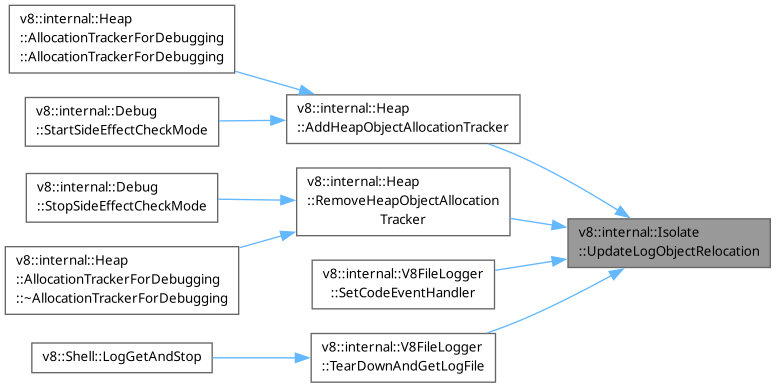 v8::internal::Heap
::AllocationTrackerForDebugging
::AllocationTrackerForDebugging
v8::internal::Debug
::StartSideEffectCheckMode
v8::internal::Heap
::AddHeapObjectAllocationTracker
v8::internal::Debug
::StopSideEffectCheckMode
v8::internal::Heap
::RemoveHeapObjectAllocation
Tracker
v8::internal::Isolate
::UpdateLogObjectRelocation
v8::internal::Heap
::AllocationTrackerForDebugging
::~AllocationTrackerForDebugging
v8::internal::V8FileLogger
::SetCodeEventHandler
v8::Shell::LogGetAndStop
v8::internal::V8FileLogger
::TearDownAndGetLogFile